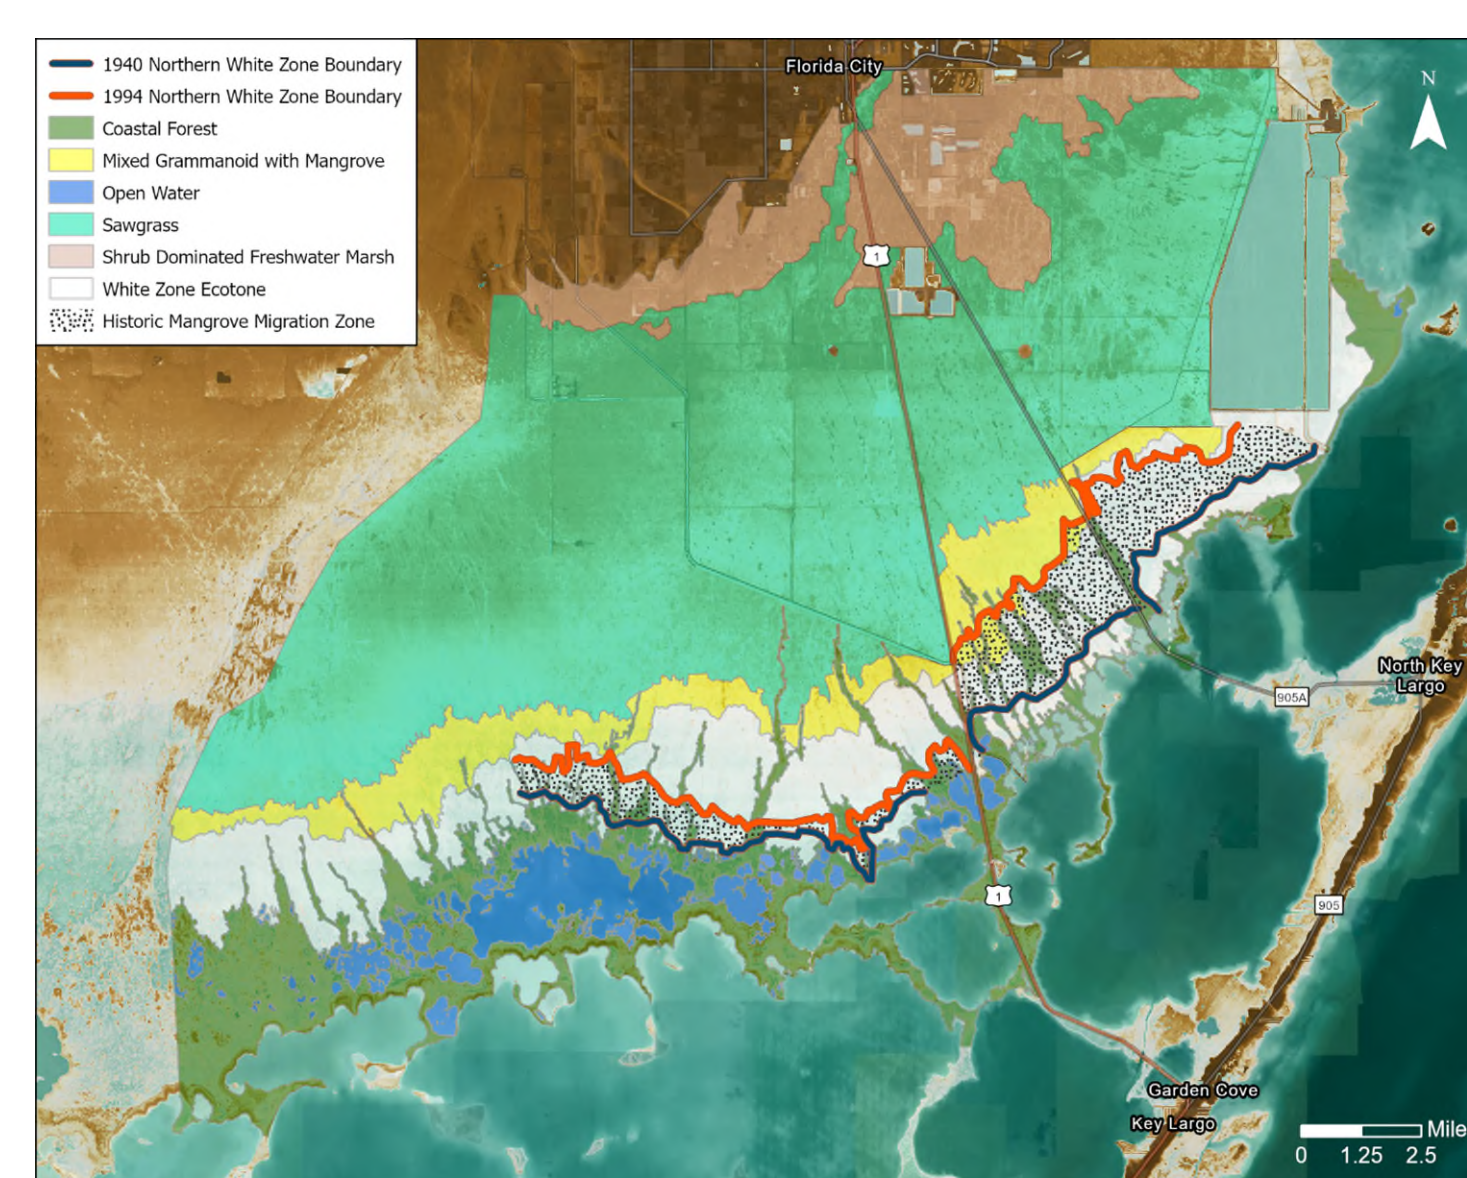 1940 Northern White Zone Boundary
1994 Northern White Zone Boundary
Coastal Forest
Mixed Grammanoid with Mangrove
Open Water
Sawgrass
Shrub Dominated Freshwater Marsh
White Zone Ecotone
Historic Mangrove Migration Zone
Florida City
N
1
North Key
Largo
905A
1
905
Garden Cove
Key Largo
Mile
0 1.25 2.5